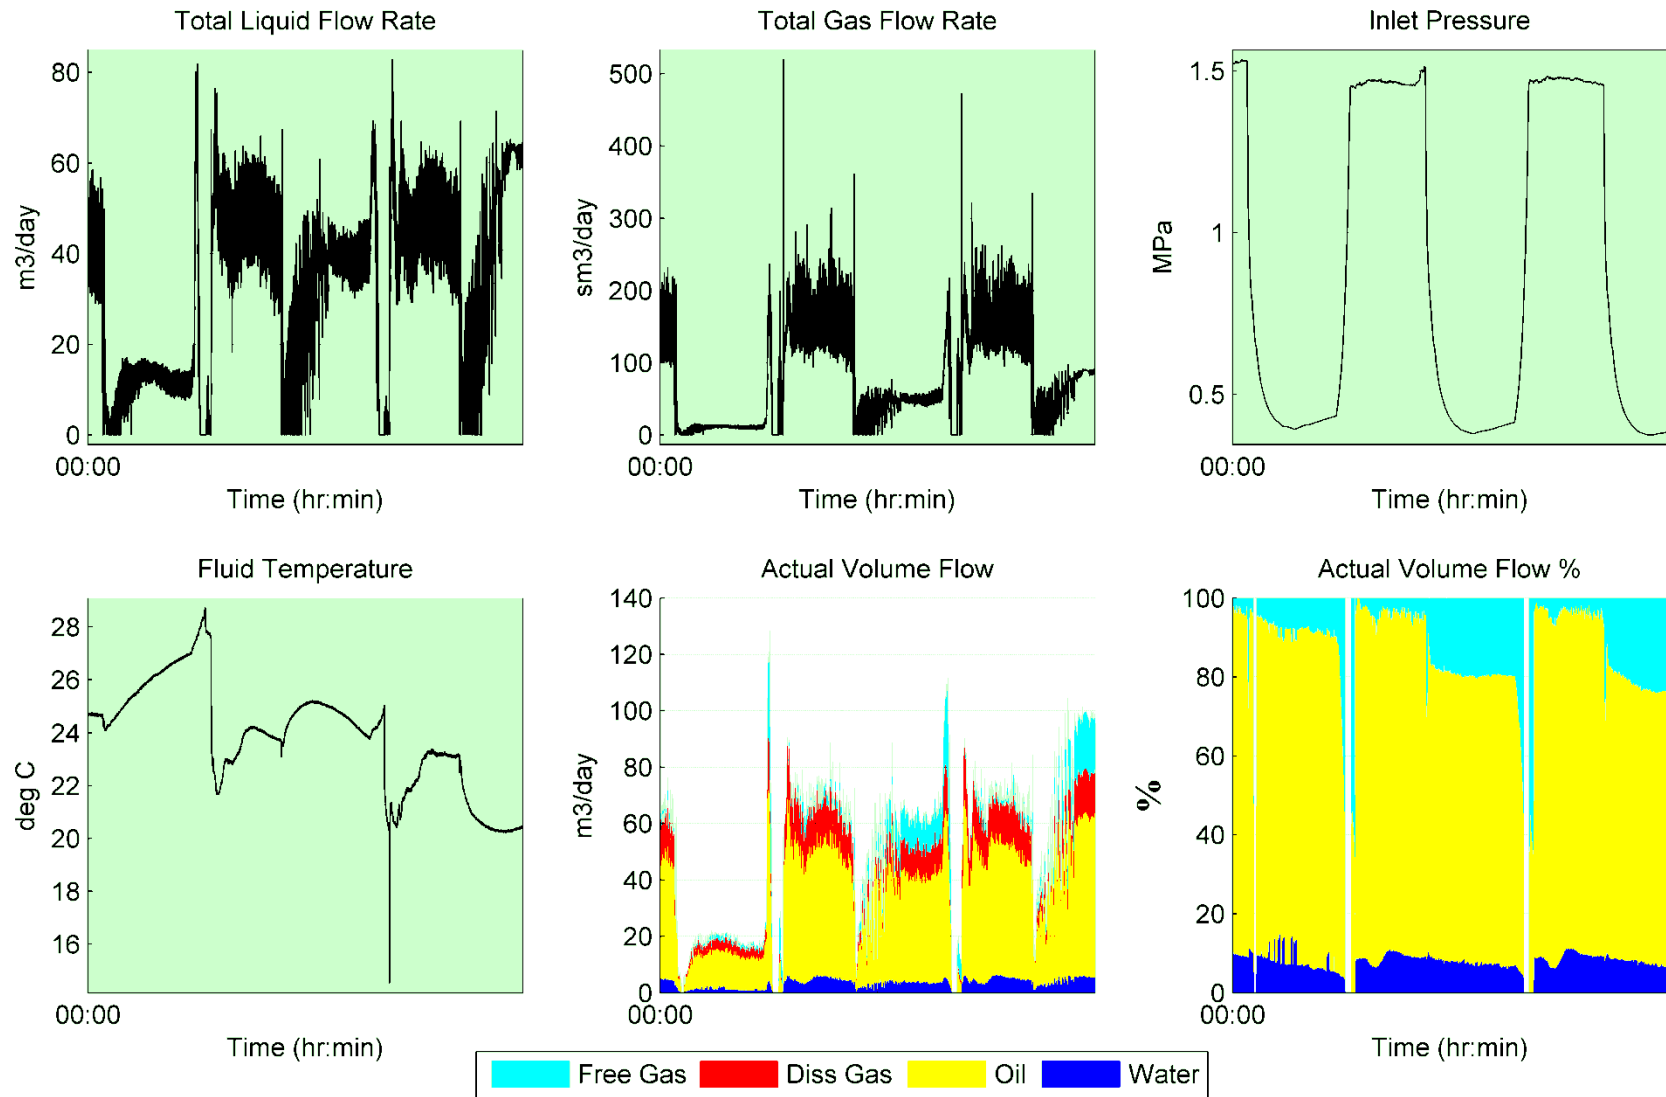 Total Liquid Flow Rate
80
60
40
20
0
m3/day
00:00
Time (hr:min)
Total Gas Flow Rate
500
400
300
200
100
0
sm3/day
00:00
Time (hr:min)
Inlet Pressure
1.5
1
0.5
MPa
00:00
Time (hr:min)
Fluid Temperature
28
26
24
22
20
18
16
deg C
00:00
Time (hr:min)
Actual Volume Flow
140
120
100
80
60
40
20
0
m3/day
00:00
Actual Volume Flow %
100
80
60
40
20
0
%
00:00
Time (hr:min)
Free Gas Diss Gas Oil Water